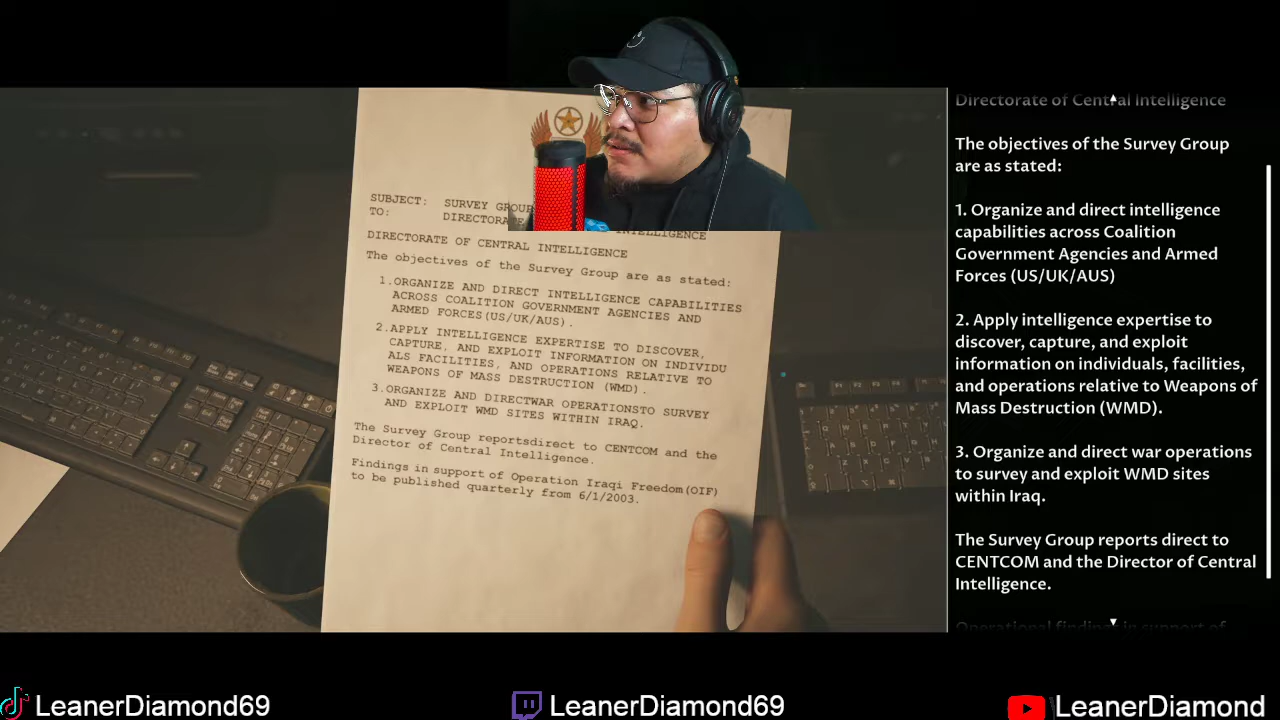 SUBJECT: SURVEY GROUP
TO: DIRECTORATE INTELLIGENCE
DIRECTORATE OF CENTRAL INTELLIGENCE
The objectives of the Survey Group are as stated:
1.ORGANIZE AND DIRECT INTELLIGENCE CAPABILITIES
ACROSS COALITION GOVERNMENT AGENCIES AND
ARMED FORCES(US/UK/AUS).
2.APPLY INTELLIGENCE EXPERTISE TO DISCOVER,
CAPTURE, AND EXPLOIT INFORMATION ON INDIVIDU
ALS FACILITIES, AND OPERATIONS RELATIVE TO
WEAPONS OF MASS DESTRUCTION (WMD).
3.ORGANIZE AND DIRECTWAR OPERATIONSTO SURVEY
AND EXPLOIT WMD SITES WITHIN IRAQ.
The Survey Group reportsdirect to CENTCOM and the
Director of Central Intelligence.
Findings in support of Operation Iraqi Freedom(OIF)
to be published quarterly from 6/1/2003.
Directorate of Central Intelligence
The objectives of the Survey Group
are as stated:
1. Organize and direct intelligence
capabilities across Coalition
Government Agencies and Armed
Forces (US/UK/AUS)
2. Apply intelligence expertise to
discover, capture, and exploit
information on individuals, facilities,
and operations relative to Weapons of
Mass Destruction (WMD).
3. Organize and direct war operations
to survey and exploit WMD sites
within Iraq.
The Survey Group reports direct to
CENTCOM and the Director of Central
Intelligence.
Operational findings in support of
LeanerDiamond69
LeanerDiamond69
LeanerDiamond